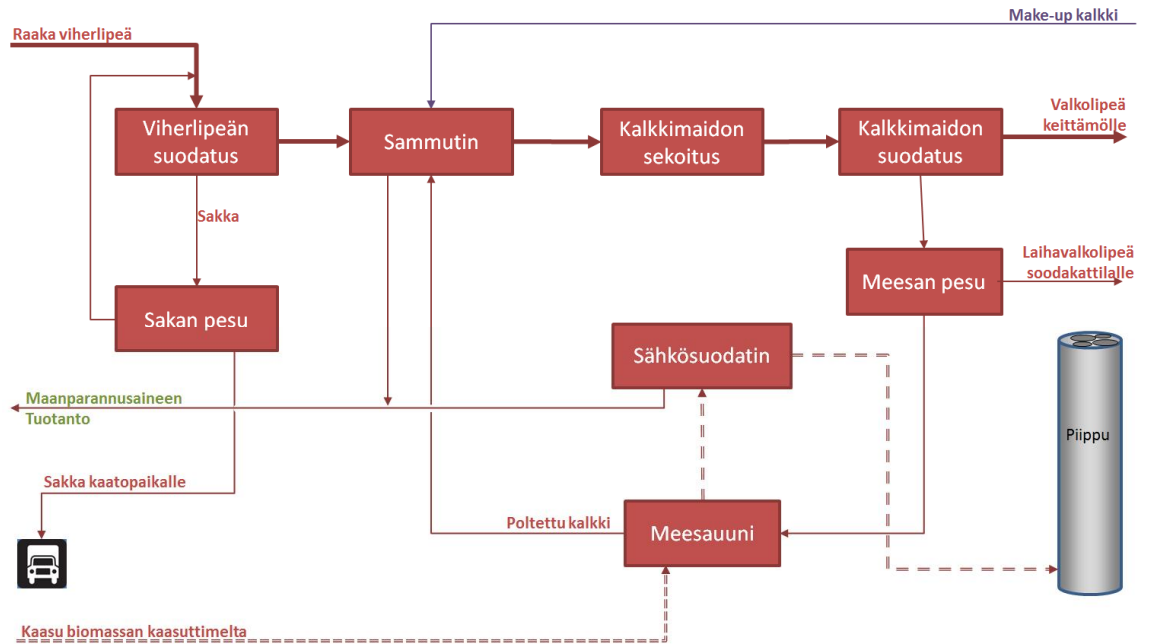 Make-up kalkki
Raaka viherlipeä
Viherlipeän
suodatus
Sammutin
Kalkkimaidon
sekoitus
Kalkkimaidon
suodatus
Valkolipeä
keittämölle
Sakka
Meesan pesu
Laihavalkolipeä
soodakattilalle
Sakan pesu
Sähkösuodatin
Maanparannusaineen
Tuotanto
Piippu
Sakka kaatopaikalle
Poltettu kalkki
Meesauuni
Kaasu biomassan kaasuttimelta